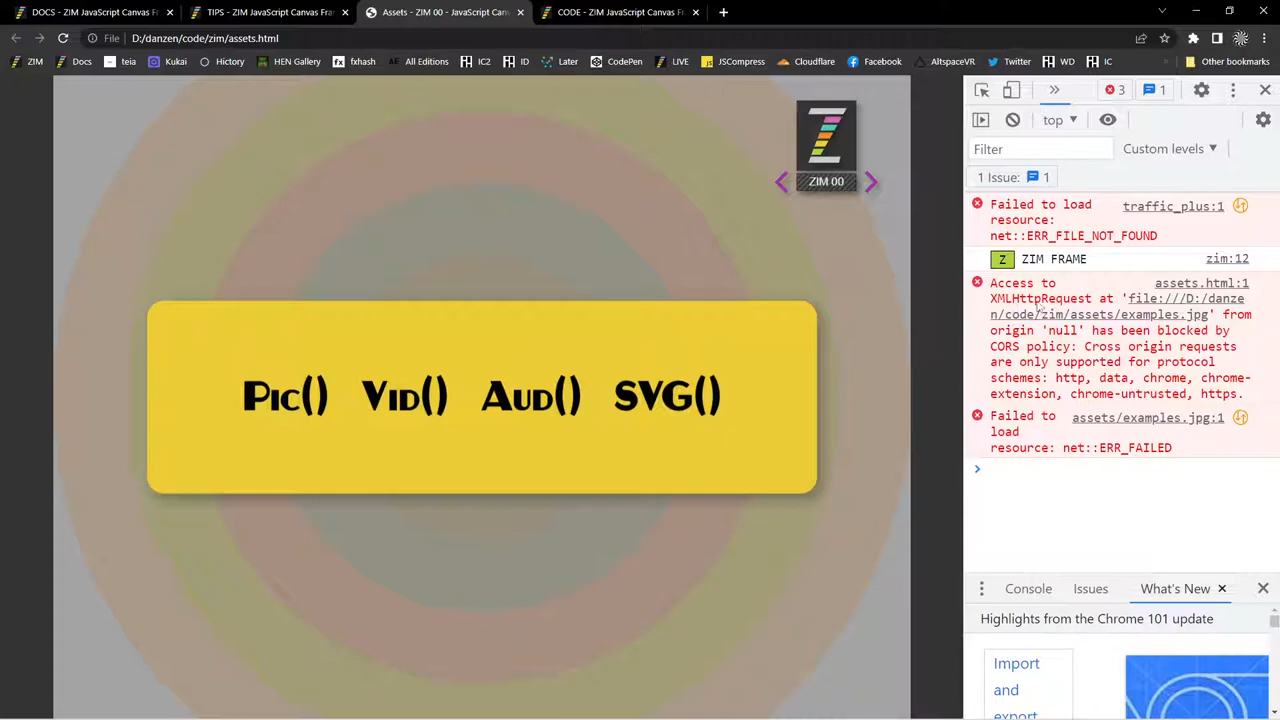 DOCS - ZIM JavaScript Canvas F
TIPS - ZIM JavaScript Canvas Fra
Assets - ZIM 00 - JavaScript Can
CODE - ZIM JavaScript Canvas F
File
D:/danzen/code/zim/assets.html
ZIM
Docs
teia
Kukai
Hictory
HEN Gallery
fxhash
All Editions
IC2
ID
Later
CodePen
LIVE
JSCompress
Cloudflare
Facebook
AltspaceVR
Twitter
WD
IC
Other bookmarks
ZIM 00
Pic() Vid() Aud() SVG()
3
1
top
Filter
Custom levels
1 Issue: 1
Failed to load traffic_plus:1
resource:
net::ERR_FILE_NOT_FOUND
Z ZIM FRAME zim:12
Access to assets.html:1
XMLHttpRequest at 'file:///D:/danze
n/code/zim/assets/examples.jpg' from
origin 'null' has been blocked by
CORS policy: Cross origin requests
are only supported for protocol
schemes: http, data, chrome, chrome-
extension, chrome-untrusted, https.
Failed to assets/examples.jpg:1
load
resource: net::ERR_FAILED
Console
Issues
What's New
Highlights from the Chrome 101 update
Import
and
export